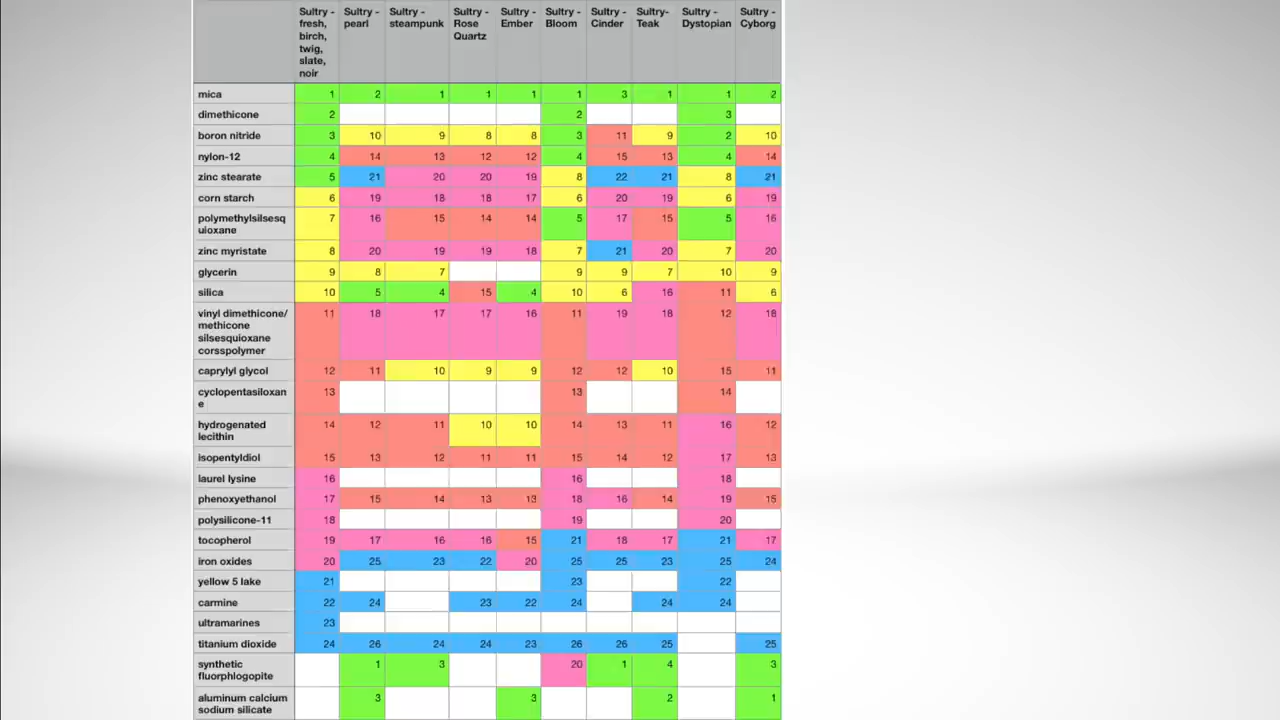 Sultry - fresh, birch, twig, slate, noir	Sultry - pearl	Sultry - steampunk	Sultry - Rose Quartz	Sultry - Ember	Sultry - Bloom	Sultry - Cinder	Sultry- Teak	Sultry - Dystopian	Sultry - Cyborg
mica 1 2 1 1 1 1 3 1 1 2
dimethicone 2 2 3
boron nitride 3 10 9 8 8 3 11 9 2 10
nylon-12 4 14 13 12 12 4 15 13 4 14
zinc stearate 5 21 20 20 19 8 22 21 8 21
corn starch 6 19 18 18 17 6 20 19 6 19
polymethylsilsesq
uioxane 7 16 15 14 14 5 17 15 5 16
zinc myristate 8 20 19 19 18 7 21 20 7 20
glycerin 9 8 7 9 9 7 10 9
silica 10 5 4 15 4 10 6 16 11 6
vinyl dimethicone/
methicone
silsesquioxane
corsspolymer 11 18 17 17 16 11 19 18 12 18
caprylyl glycol 12 11 10 9 9 12 12 10 15 11
cyclopentasiloxan
e 13 13 14
hydrogenated
lecithin 14 12 11 10 10 14 13 11 16 12
isopentyldiol 15 13 12 11 11 15 14 12 17 13
laurel lysine 16 16 18
phenoxyethanol 17 15 14 13 13 18 16 14 19 15
polysilicone-11 18 19 20
tocopherol 19 17 16 16 15 21 18 17 21 17
iron oxides 20 25 23 22 20 25 25 23 25 24
yellow 5 lake 21 23 22
carmine 22 24 23 22 24 24 24
ultramarines 23
titanium dioxide 24 26 24 24 23 26 26 25 25
synthetic
fluorphlogopite 1 3 20 1 4 3
aluminum calcium
sodium silicate 3 3 2 1